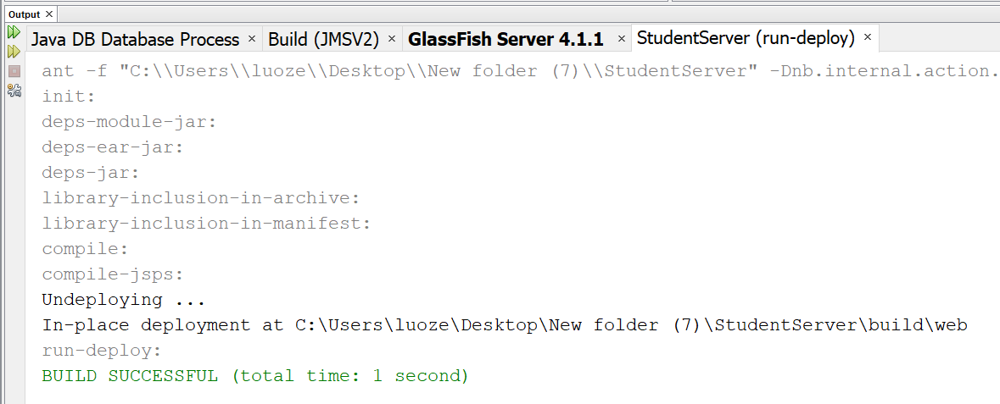 Output ×
Java DB Database Process × Build (JMSV2) × GlassFish Server 4.1.1 × StudentServer (run-deploy) ×
ant -f "C:\\Users\\luoze\\Desktop\\New folder (7)\\StudentServer" -Dnb.internal.action.
init:
deps-module-jar:
deps-ear-jar:
deps-jar:
library-inclusion-in-archive:
library-inclusion-in-manifest:
compile:
compile-jsps:
Undeploying ...
In-place deployment at C:\Users\luoze\Desktop\New folder (7)\StudentServer\build\web
run-deploy:
BUILD SUCCESSFUL (total time: 1 second)